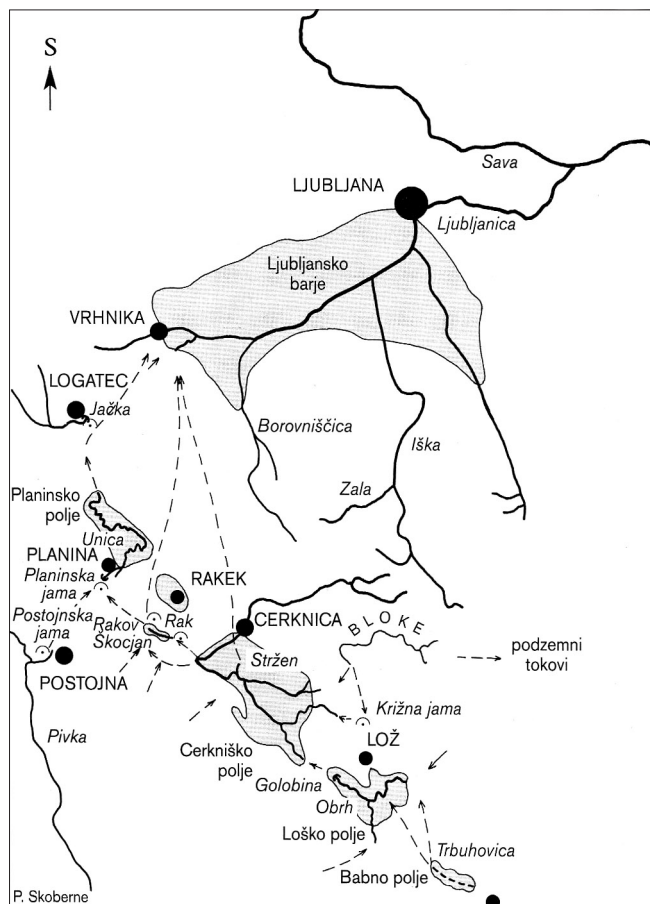 S
Sava
LJUBLJANA
Ljubljanica
Ljubljansko
barje
VRHNIKA
LOGATEC
Jačka
Borovniščica
Iška
Planinsko
polje
Zala
Unica
PLANINA
Planinska
jama
RAKEK
Postojnska
jama
Rakov
Škocjan
Rak
CERKNICA
BLOKE
podzemni
tokovi
Stržen
POSTOJNA
Križna jama
Pivka
LOŽ
Cerkniško
polje
Golobina
Obrh
Loško polje
Trbuhovica
Babno polje
P. Skoberne